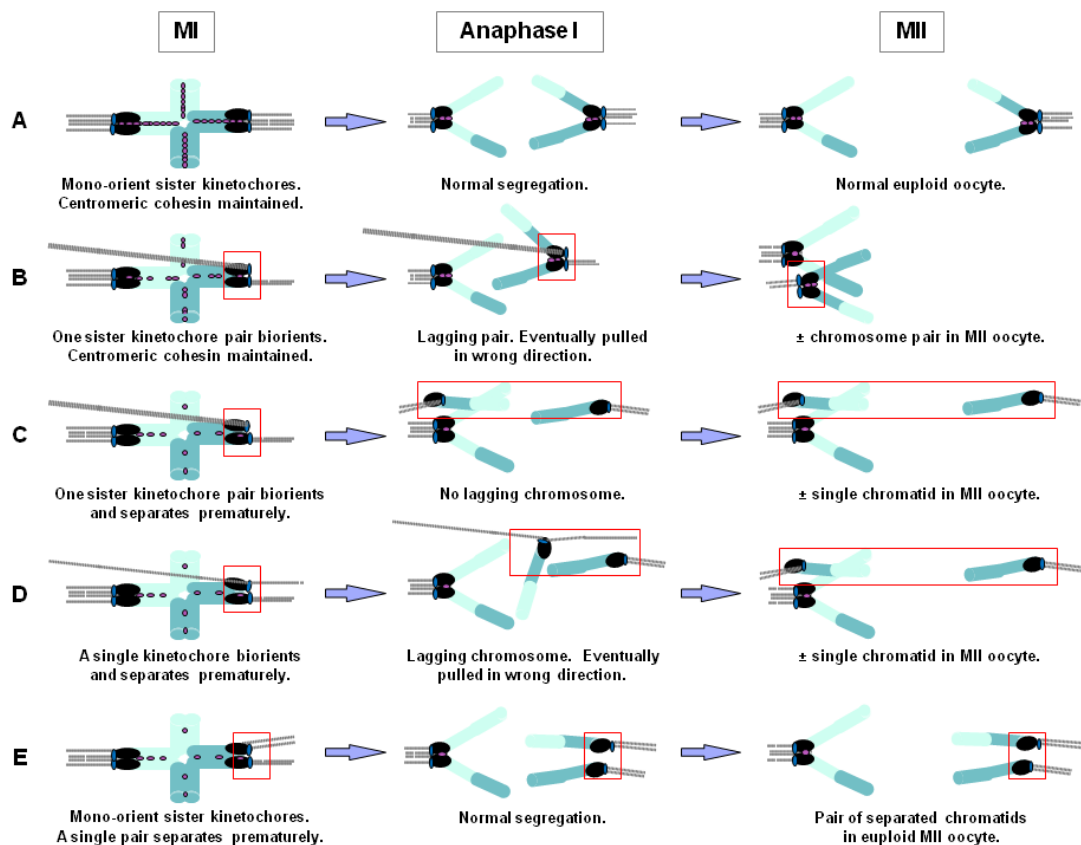 MI
Anaphase I
MII
A
Mono-orient sister kinetochores.
Centromeric cohesin maintained.
Normal segregation.
Normal euploid oocyte.
B
One sister kinetochore pair biorients.
Centromeric cohesin maintained.
Lagging pair. Eventually pulled
in wrong direction.
± chromosome pair in MII oocyte.
C
One sister kinetochore pair biorients
and separates prematurely.
No lagging chromosome.
± single chromatid in MII oocyte.
D
A single kinetochore biorients
and separates prematurely.
Lagging chromosome. Eventually
pulled in wrong direction.
± single chromatid in MII oocyte.
E
Mono-orient sister kinetochores.
A single pair separates prematurely.
Normal segregation.
Pair of separated chromatids
in euploid MII oocyte.